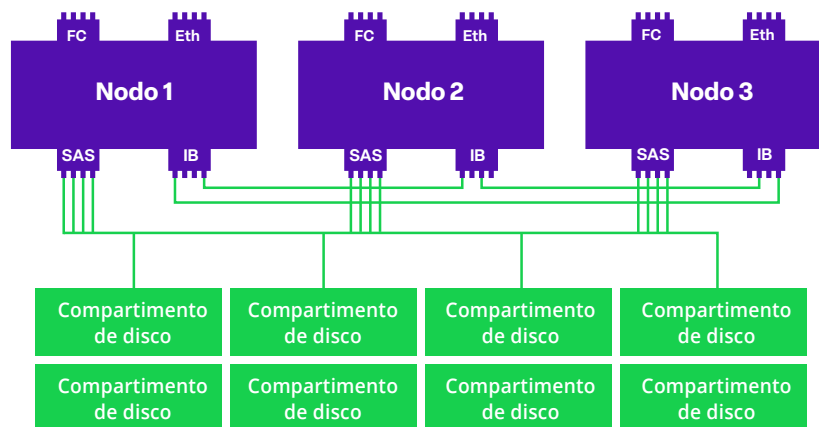 FC Eth FC Eth FC Eth
Nodo 1 Nodo 2 Nodo 3
SAS IB SAS IB SAS IB
Compartimento Compartimento Compartimento Compartimento
de disco de disco de disco de disco
Compartimento Compartimento Compartimento Compartimento
de disco de disco de disco de disco